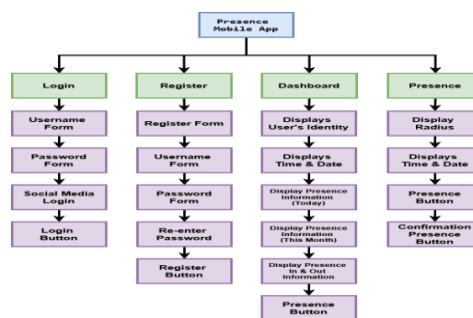 Presence
Mobile App
Login
Username
Form
Password
Form
Social Media
Login
Login
Button
Register
Register Form
Username
Form
Password
Form
Re-enter
Password
Register
Button
Dashboard
Displays
User's Identity
Displays
Time & Date
Display Presence
Information
(Today)
Display Presence
Information
(This Month)
Display Presence
In & Out
Information
Presence
Button
Presence
Display
Radius
Displays
Time & Date
Presence
Button
Confirmation
Presence
Button